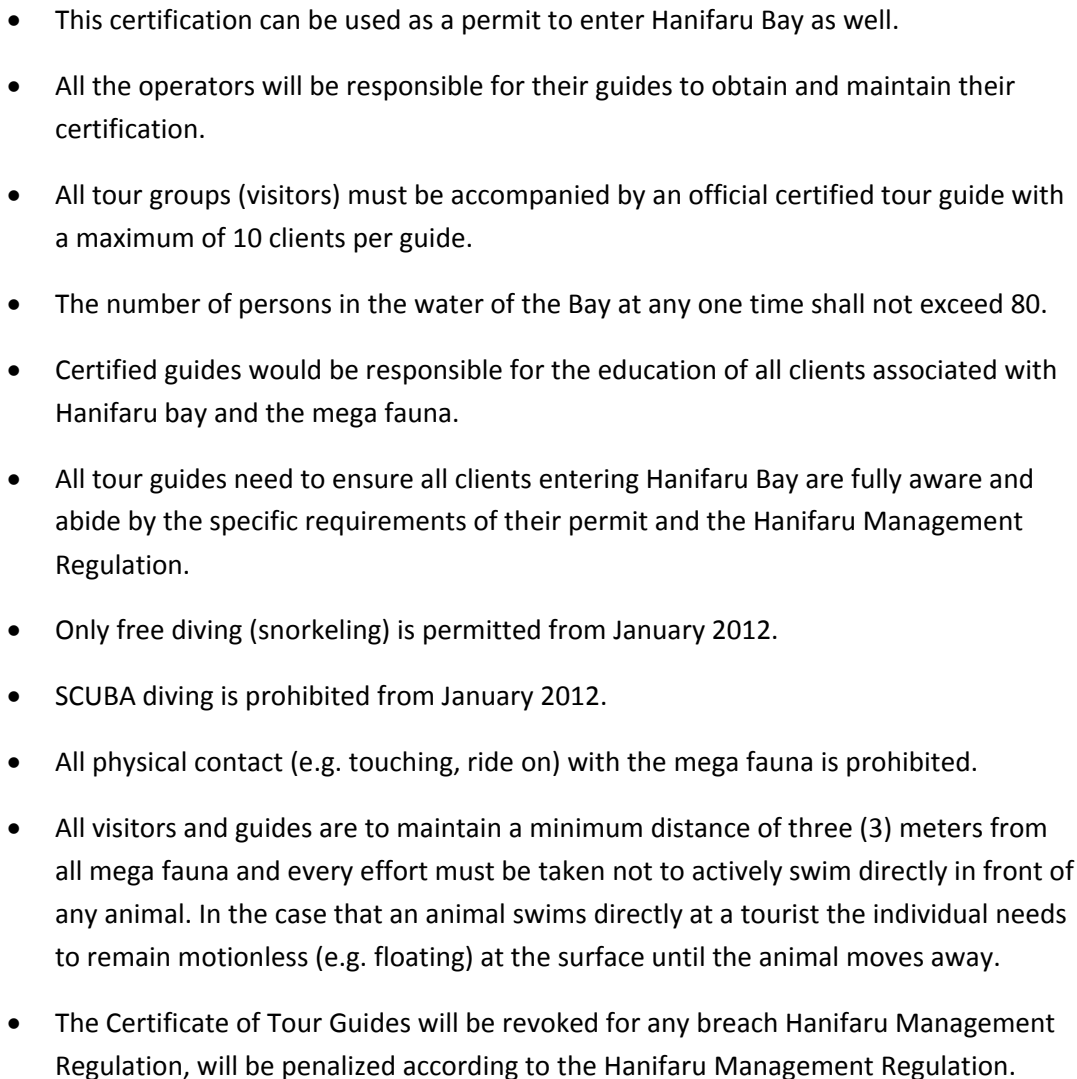 • This certification can be used as a permit to enter Hanifaru Bay as well.
• All the operators will be responsible for their guides to obtain and maintain their
certification.
• All tour groups (visitors) must be accompanied by an official certified tour guide with
a maximum of 10 clients per guide.
• The number of persons in the water of the Bay at any one time shall not exceed 80.
• Certified guides would be responsible for the education of all clients associated with
Hanifaru bay and the mega fauna.
• All tour guides need to ensure all clients entering Hanifaru Bay are fully aware and
abide by the specific requirements of their permit and the Hanifaru Management
Regulation.
• Only free diving (snorkeling) is permitted from January 2012.
• SCUBA diving is prohibited from January 2012.
• All physical contact (e.g. touching, ride on) with the mega fauna is prohibited.
• All visitors and guides are to maintain a minimum distance of three (3) meters from
all mega fauna and every effort must be taken not to actively swim directly in front of
any animal. In the case that an animal swims directly at a tourist the individual needs
to remain motionless (e.g. floating) at the surface until the animal moves away.
• The Certificate of Tour Guides will be revoked for any breach Hanifaru Management
Regulation, will be penalized according to the Hanifaru Management Regulation.